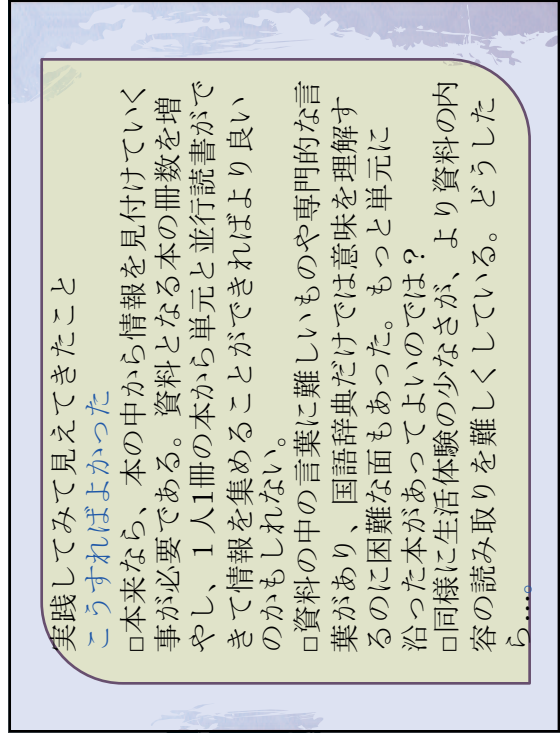 実践してみて見えてきたこと
こうすればよかった
□本来なら、本の中から情報を見付けていく
事が必要である。資料となる本の冊数を増
やし、１人1冊の本から単元と並行読書がで
きて情報を集めることができればより良い
のかもしれない。
□資料の中の言葉に難しいものや専門的な言
葉があり、国語辞典だけでは意味を理解す
るのに困難な面もあった。もっと単元に
沿った本があってよいのでは？
□同様に生活体験の少なさが、より資料の内
容の読み取りを難しくしている。どうした
ら…。